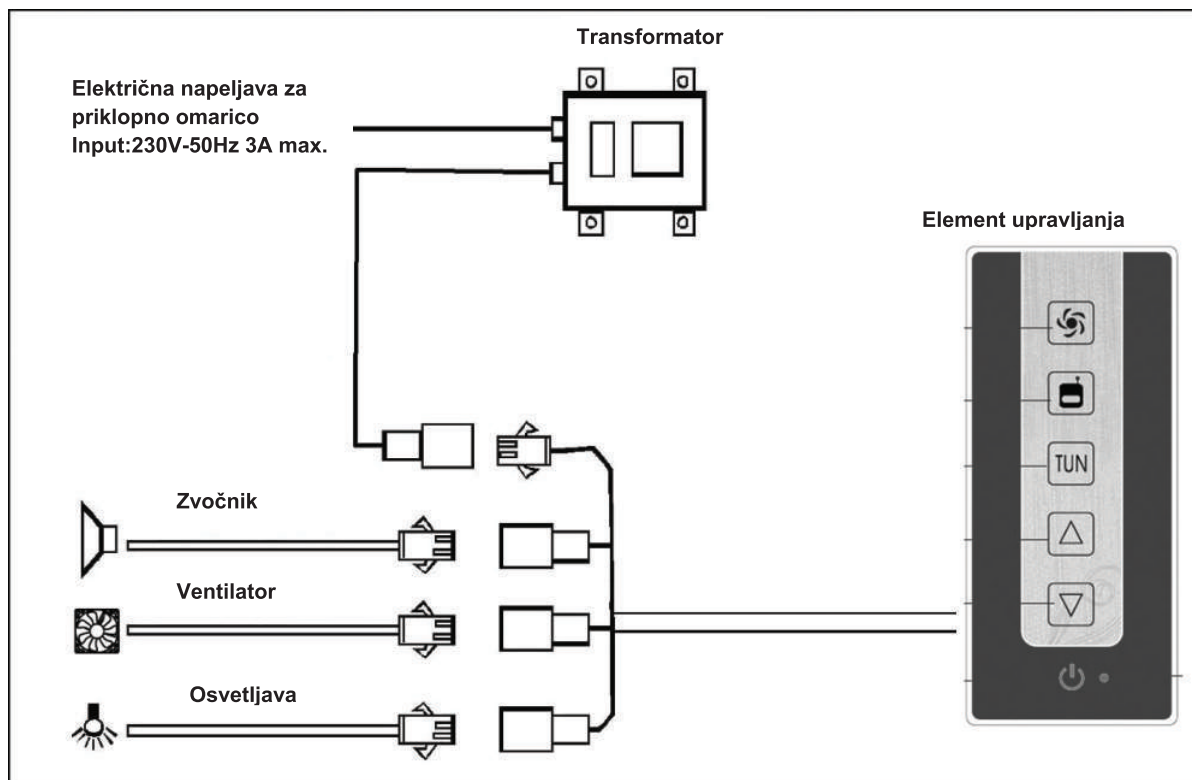 Transformator
Električna napeljava za
priklopno omarico
Input:230V-50Hz 3A max.
Element upravljanja
TUN
Zvočnik
Ventilator
Osvetljava